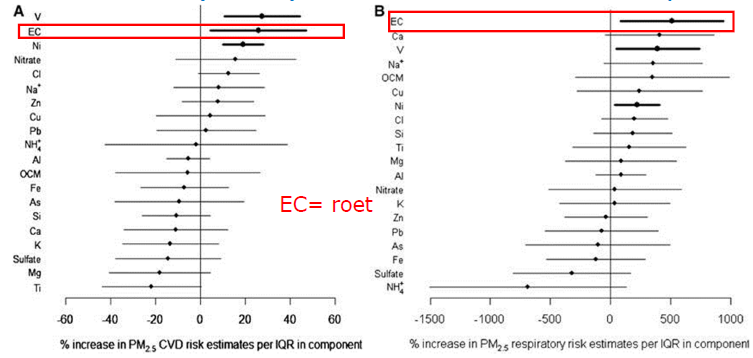 A
V
EC
Ni
Nitrate
Cl
Na+
Zn
Cu
Pb
NH4+
Al
OCM
Fe
As
Si
Ca
K
Sulfate
Mg
Ti
-60 -40 -20 0 20 40 60
% increase in PM2.5 CVD risk estimates per IQR in component
EC= roet
B
EC
Ca
V
Na+
OCM
Cu
Ni
Cl
Si
Ti
Mg
Al
Nitrate
K
Zn
Pb
As
Fe
Sulfate
NH4+
-1500 -1000 -500 0 500 1000
% increase in PM2.5 respiratory risk estimates per IQR in component